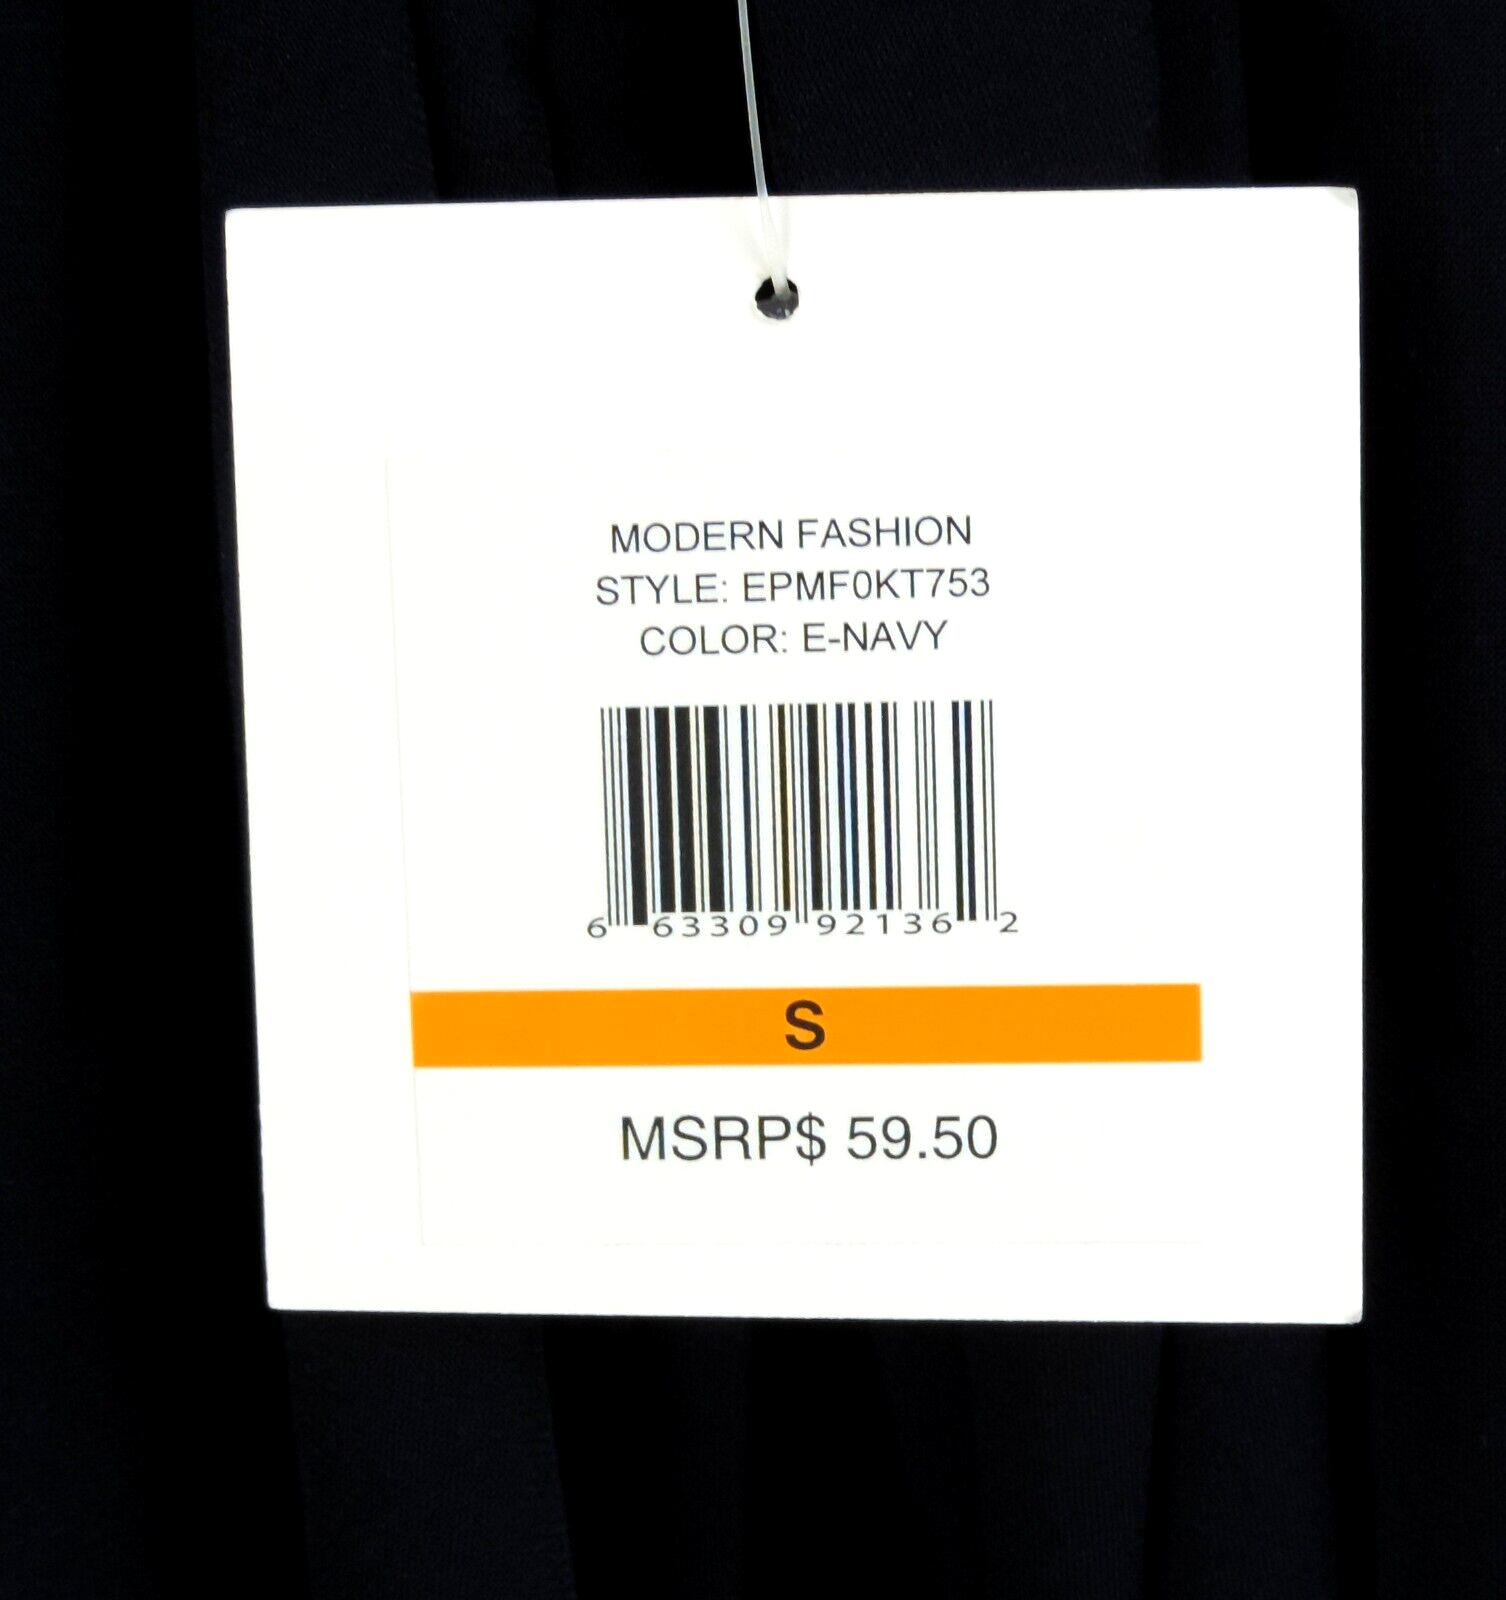 MODERN FASHION
STYLE: EPMF0KT753
COLOR: E-NAVY
6 63309 92136 2
S
MSRP$ 59.50